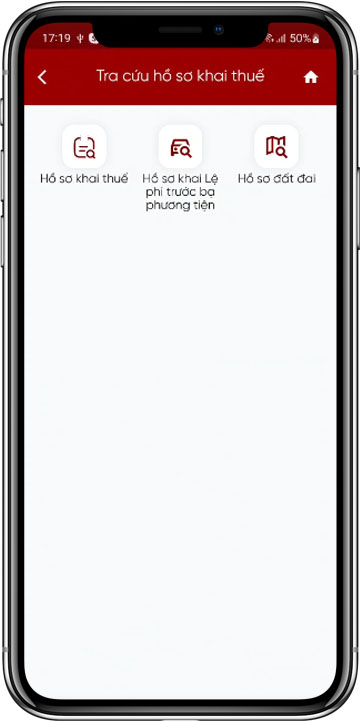 17:19 50%
Tra cứu hồ sơ khai thuế
Hồ sơ khai thuế
Hồ sơ khai Lệ
phí trước bạ
phương tiện
Hồ sơ đất đai